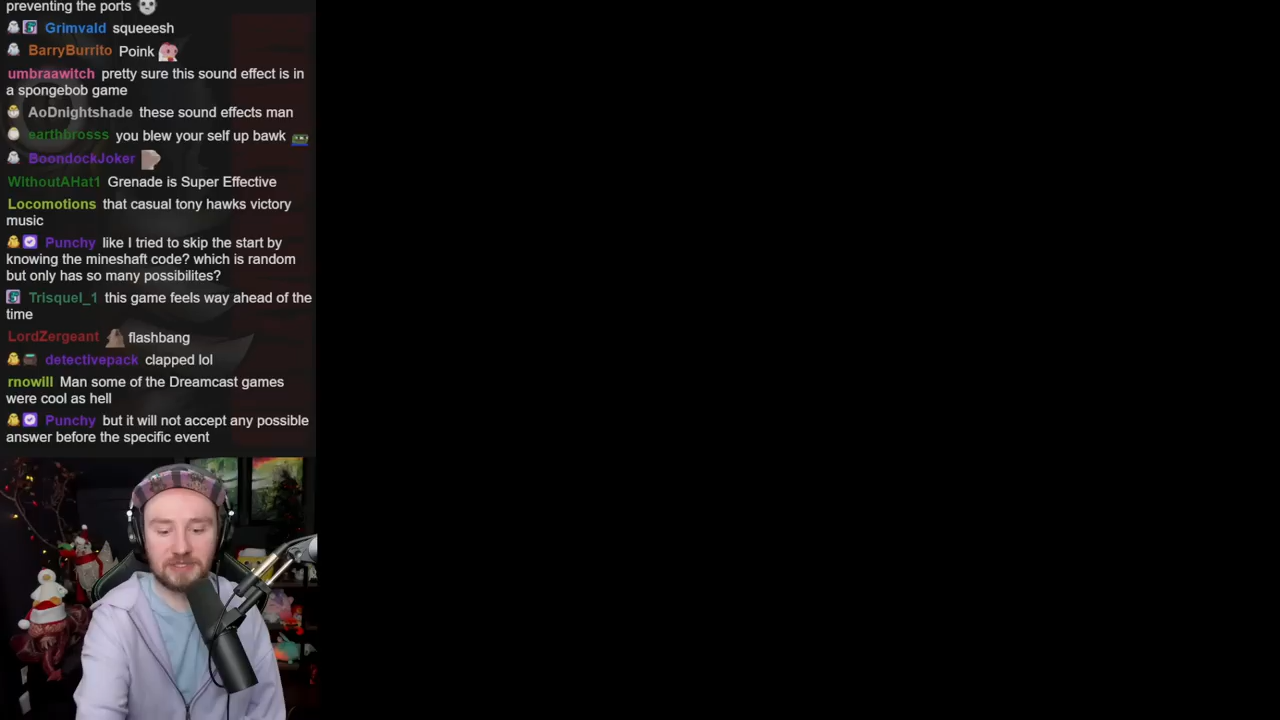 preventing the ports
Grimvald squeeesh
BarryBurrito Poink
umbraawitch pretty sure this sound effect is in
a spongebob game
AoDnightshade these sound effects man
earthbrosss you blew your self up bawk
BoondockJoker
WithoutAHat1 Grenade is Super Effective
Locomotions that casual tony hawks victory
music
Punchy like I tried to skip the start by
knowing the mineshaft code? which is random
but only has so many possibilites?
Trisquel_1 this game feels way ahead of the
time
LordZergeant flashbang
detectivepack clapped lol
rnowill Man some of the Dreamcast games
were cool as hell
Punchy but it will not accept any possible
answer before the specific event